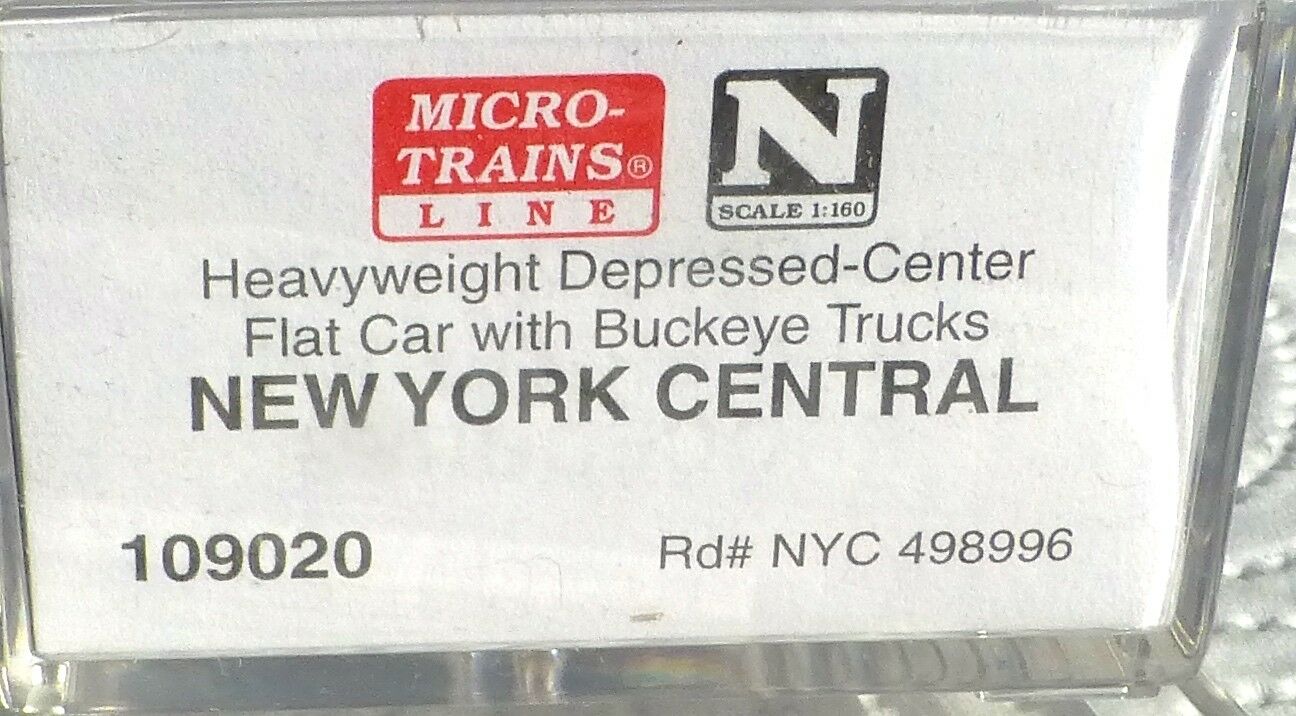 MICRO-
TRAINS®
LINE
N
SCALE 1:160
Heavyweight Depressed-Center
Flat Car with Buckeye Trucks
NEW YORK CENTRAL
109020
Rd# NYC 498996